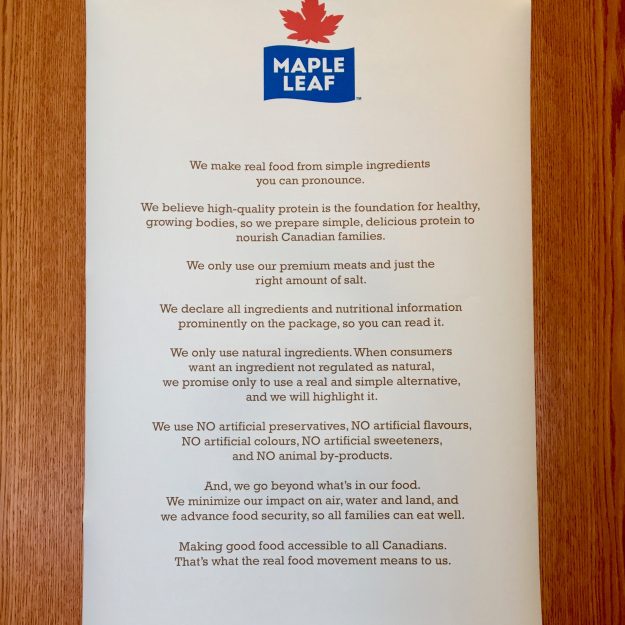 MAPLE
LEAF
TM
We make real food from simple ingredients
you can pronounce.
We believe high-quality protein is the foundation for healthy,
growing bodies, so we prepare simple, delicious protein to
nourish Canadian families.
We only use our premium meats and just the
right amount of salt.
We declare all ingredients and nutritional information
prominently on the package, so you can read it.
We only use natural ingredients. When consumers
want an ingredient not regulated as natural,
we promise only to use a real and simple alternative,
and we will highlight it.
We use NO artificial preservatives, NO artificial flavours,
NO artificial colours, NO artificial sweeteners,
and NO animal by-products.
And, we go beyond what's in our food.
We minimize our impact on air, water and land, and
we advance food security, so all families can eat well.
Making good food accessible to all Canadians.
That's what the real food movement means to us.